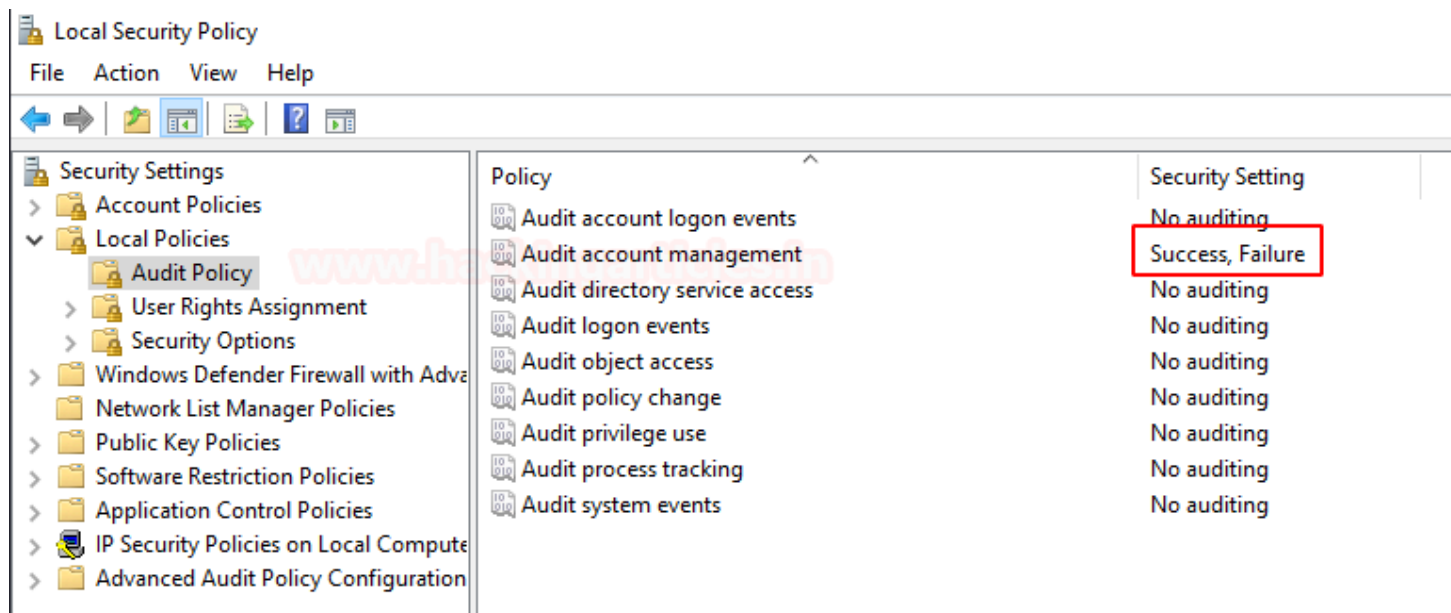 Local Security Policy
File Action View Help
Security Settings
Account Policies
Local Policies
Audit Policy
User Rights Assignment
Security Options
Windows Defender Firewall with Adva
Network List Manager Policies
Public Key Policies
Software Restriction Policies
Application Control Policies
IP Security Policies on Local Compute
Advanced Audit Policy Configuration
Policy Security Setting
Audit account logon events No auditing
Audit account management Success, Failure
Audit directory service access No auditing
Audit logon events No auditing
Audit object access No auditing
Audit policy change No auditing
Audit privilege use No auditing
Audit process tracking No auditing
Audit system events No auditing
www.hackingarticles.in